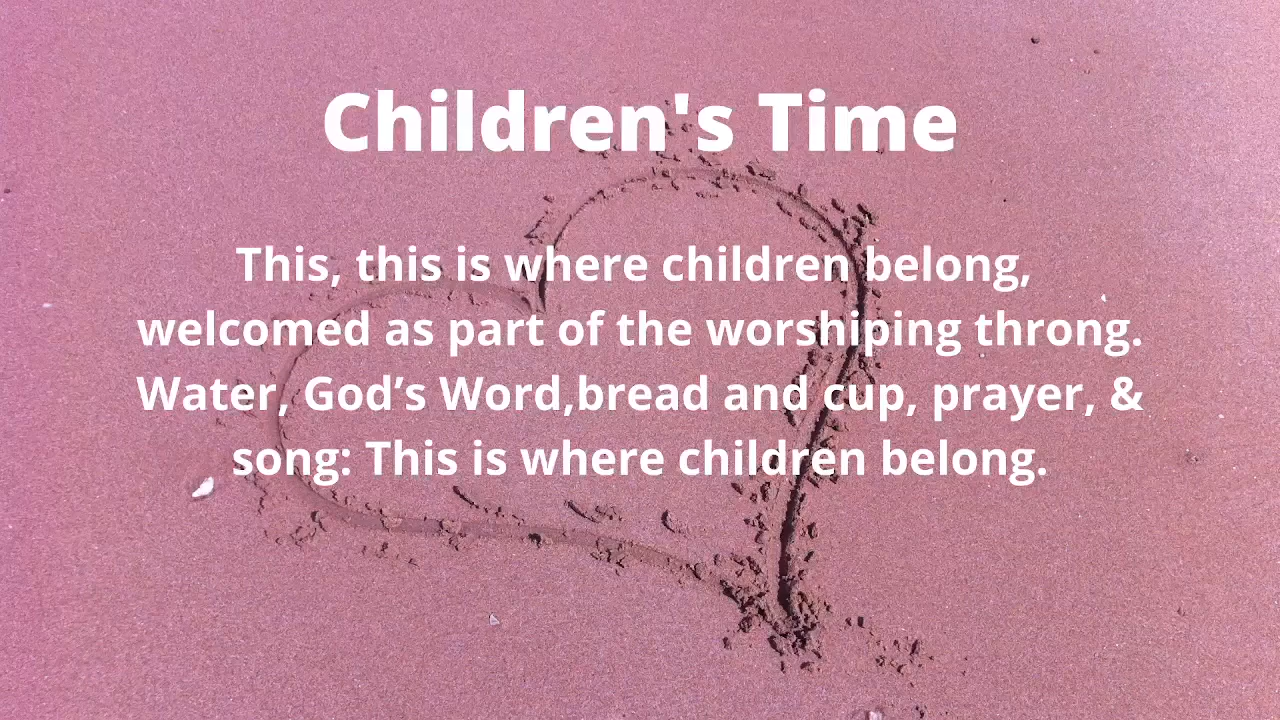 Children's Time
This, this is where children belong,
welcomed as part of the worshiping throng.
Water, God’s Word,bread and cup, prayer, &
song: This is where children belong.